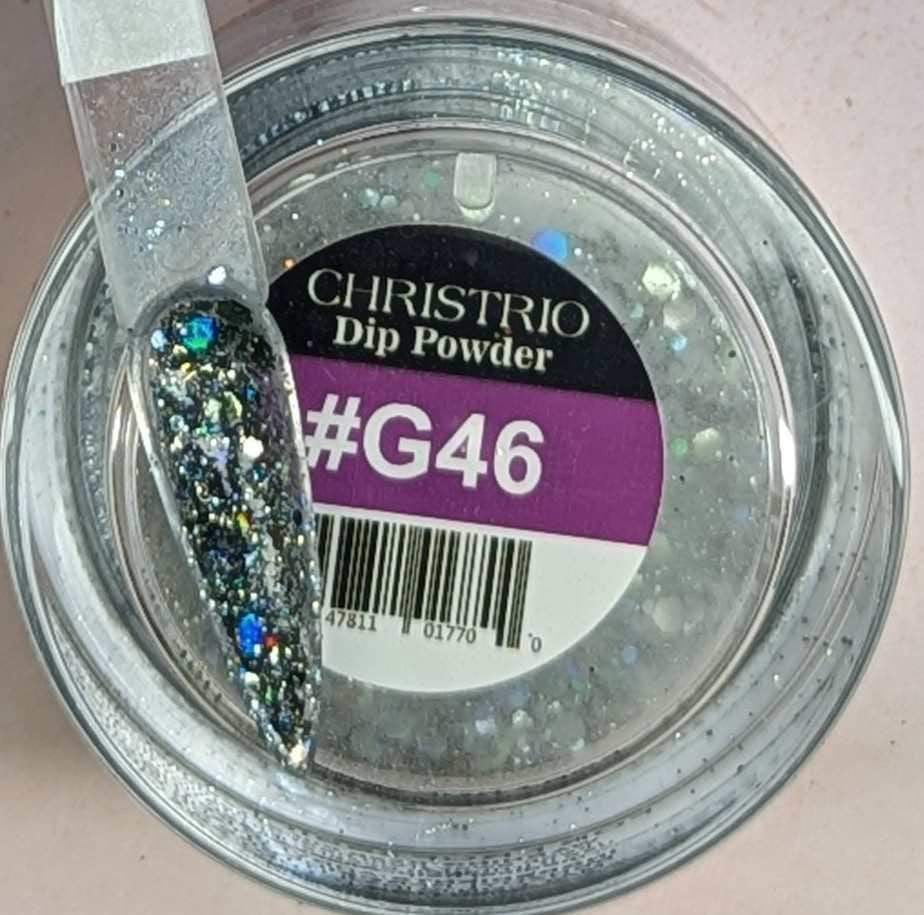 CHRISTRIO
Dip Powder
#G46
47811 01770 0